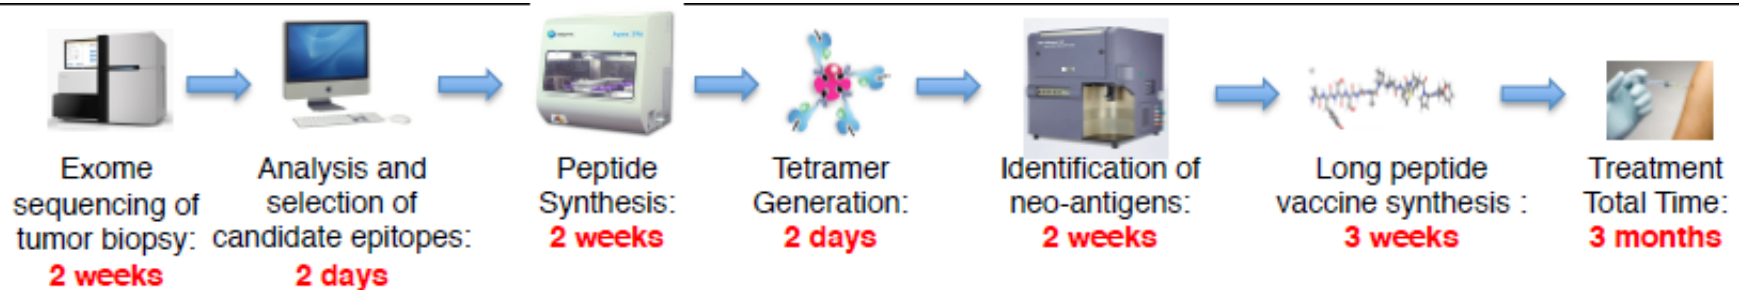 Exome
sequencing of
tumor biopsy:
2 weeks
Analysis and
selection of
candidate epitopes:
2 days
Peptide
Synthesis:
2 weeks
Tetramer
Generation:
2 days
Identification of
neo-antigens:
2 weeks
Long peptide
vaccine synthesis :
3 weeks
Treatment
Total Time:
3 months